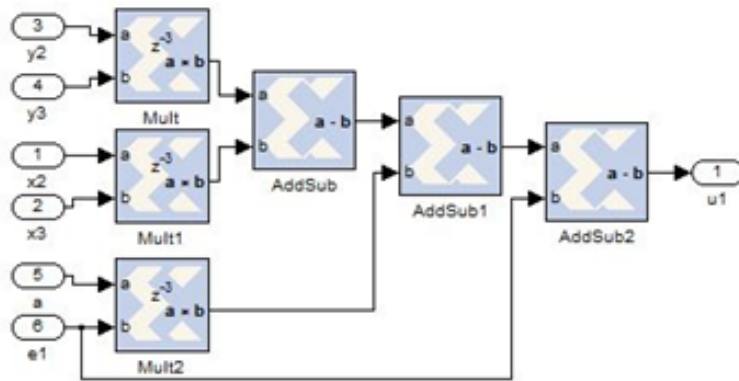 3
y2
4
y3
a
b
z-3
a × b
Mult
1
x2
2
x3
a
b
z-3
a × b
Mult1
5
a
6
e1
a
b
z-3
a × b
Mult2
a
b
a - b
AddSub
a
b
a - b
AddSub1
a
b
a - b
AddSub2
1
u1